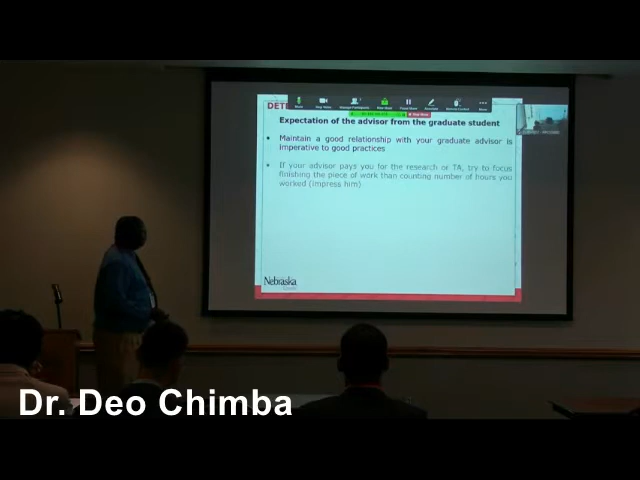 DET
Expectation of the advisor from the graduate student
• Maintain a good relationship with your graduate advisor is
imperative to good practices
• If your advisor pays you for the research or TA, try to focus
finishing the piece of work than counting number of hours you
worked (impress him)
Nebraska
Dr. Deo Chimba